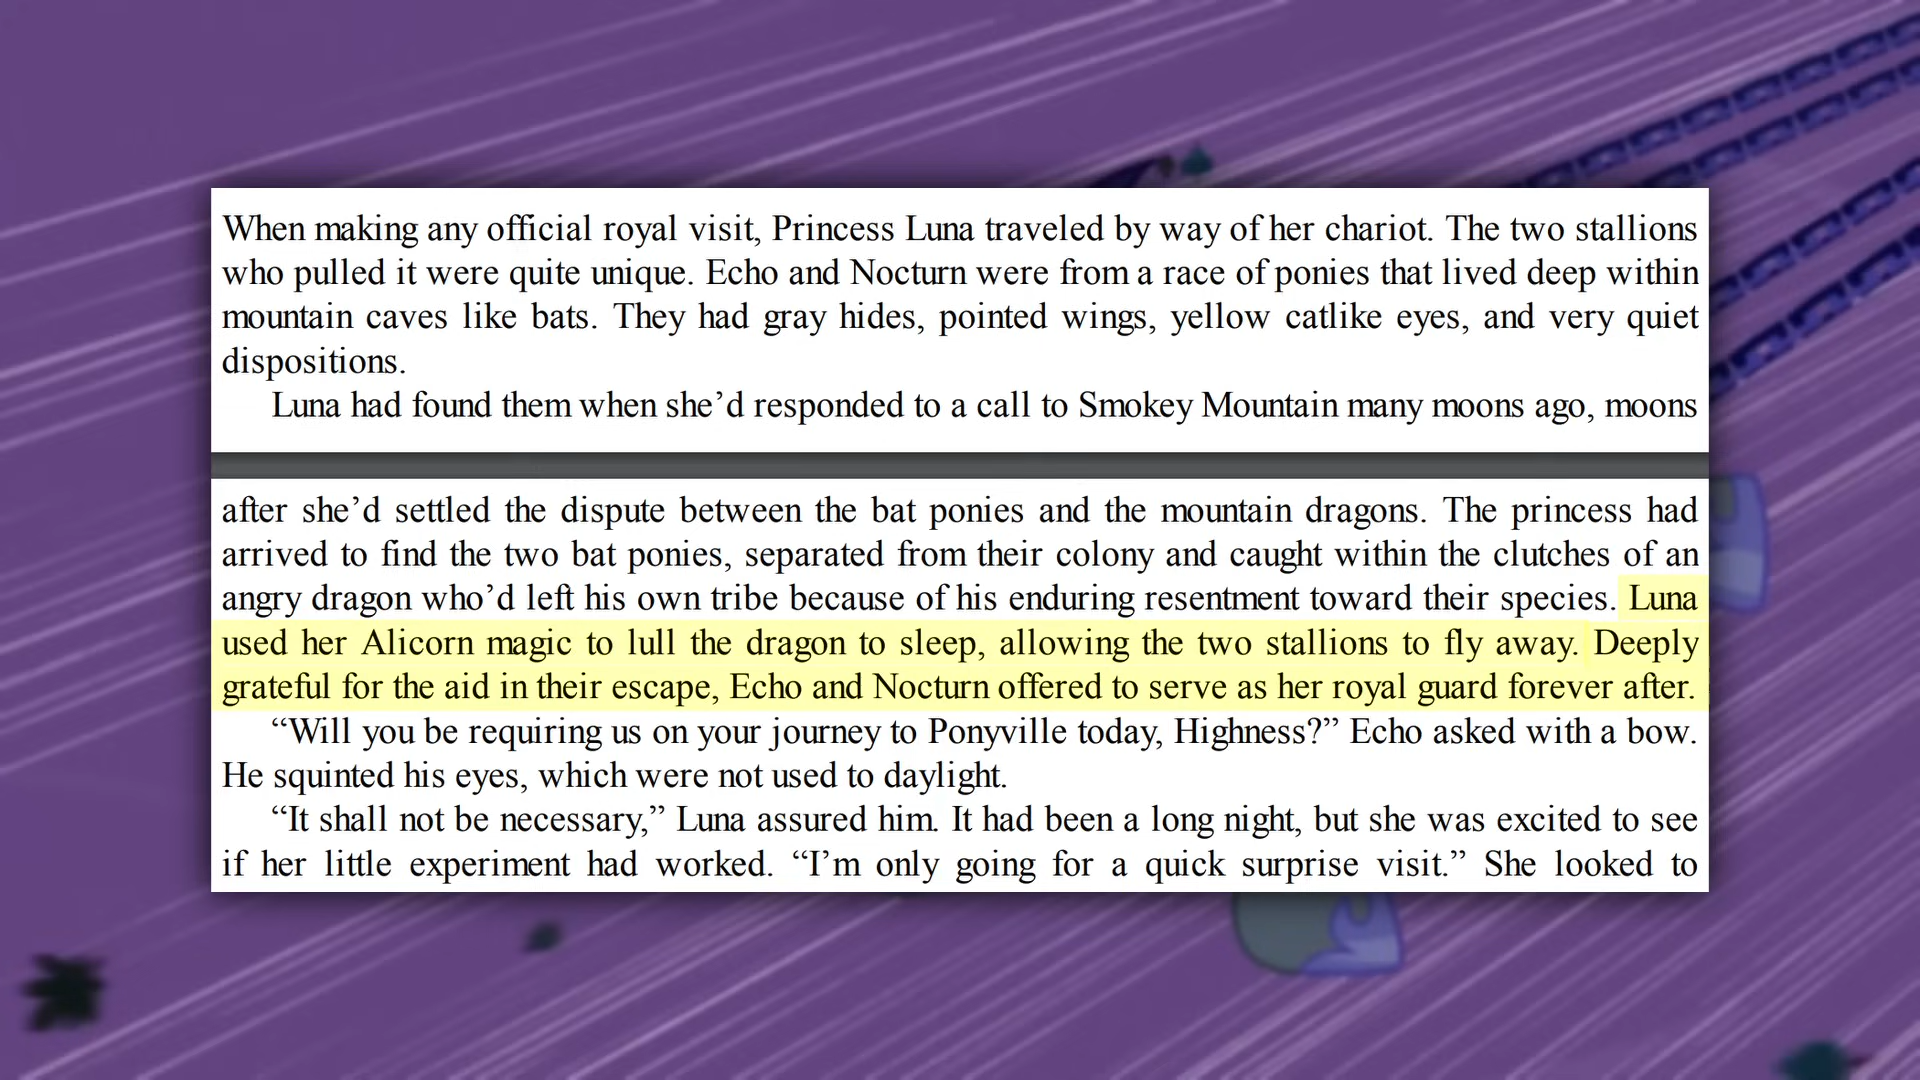 When making any official royal visit, Princess Luna traveled by way of her chariot. The two stallions
who pulled it were quite unique. Echo and Nocturn were from a race of ponies that lived deep within
mountain caves like bats. They had gray hides, pointed wings, yellow catlike eyes, and very quiet
dispositions.
Luna had found them when she’d responded to a call to Smokey Mountain many moons ago, moons
after she’d settled the dispute between the bat ponies and the mountain dragons. The princess had
arrived to find the two bat ponies, separated from their colony and caught within the clutches of an
angry dragon who’d left his own tribe because of his enduring resentment toward their species. Luna
used her Alicorn magic to lull the dragon to sleep, allowing the two stallions to fly away. Deeply
grateful for the aid in their escape, Echo and Nocturn offered to serve as her royal guard forever after.
“Will you be requiring us on your journey to Ponyville today, Highness?” Echo asked with a bow.
He squinted his eyes, which were not used to daylight.
“It shall not be necessary,” Luna assured him. It had been a long night, but she was excited to see
if her little experiment had worked. “I’m only going for a quick surprise visit.” She looked to